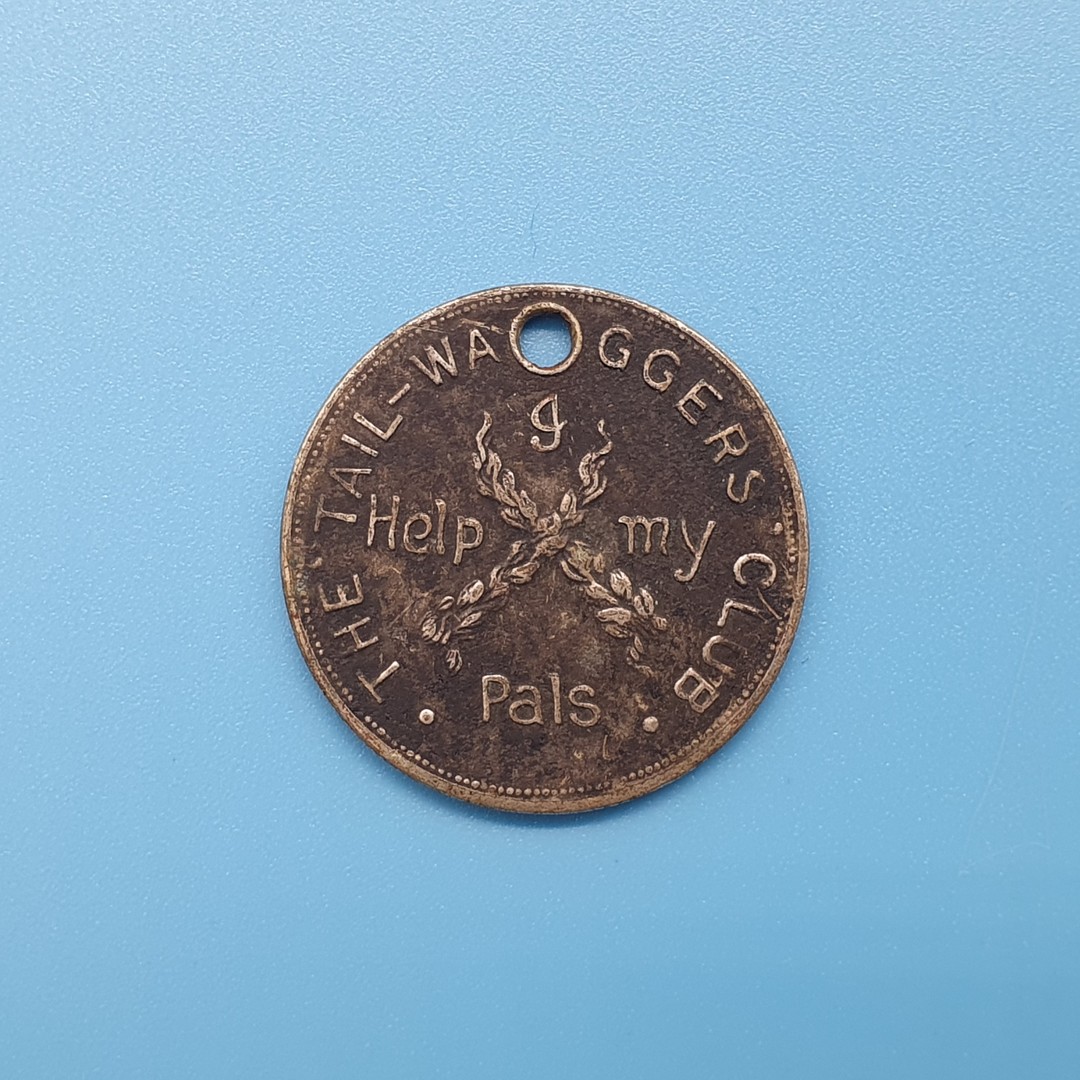 THE TAIL-WAGGERS · CLUB
I
Help my
· Pals ·